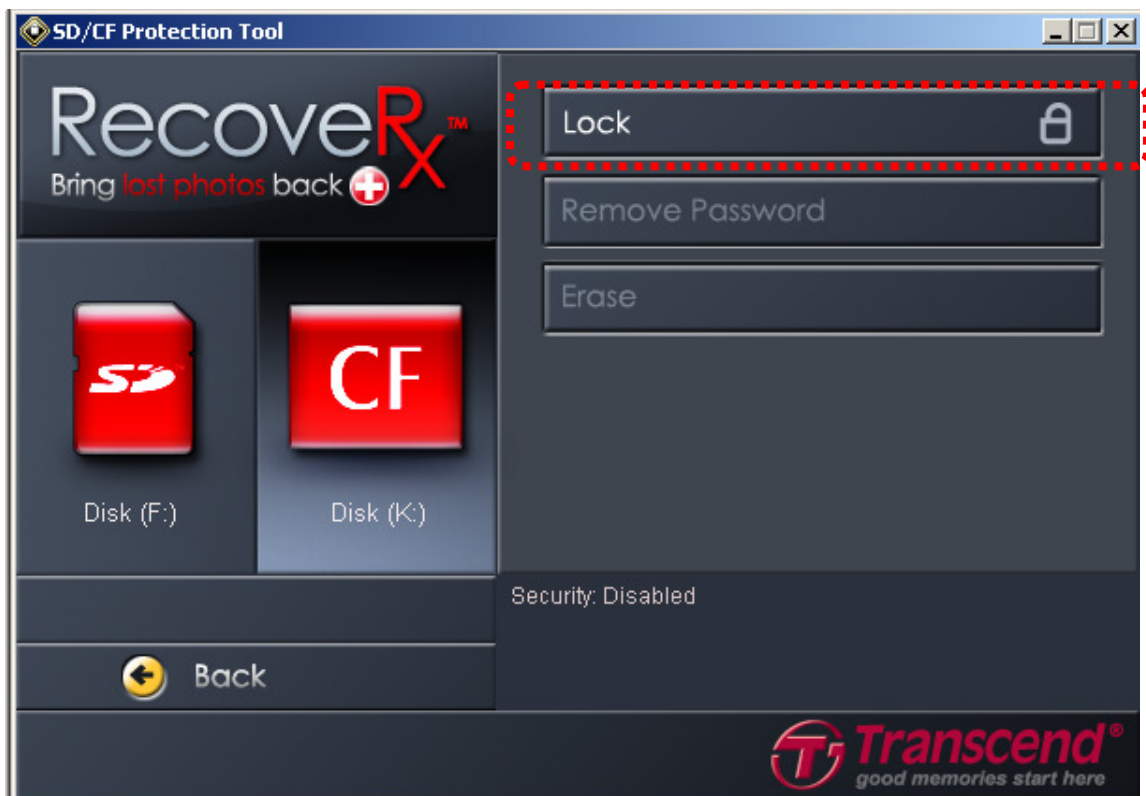 SD/CF Protection Tool
RecoveRx™
Bring lost photos back
Lock
Remove Password
Erase
SD
CF
Disk (F:)
Disk (K:)
Security: Disabled
Back
Transcend®
good memories start here